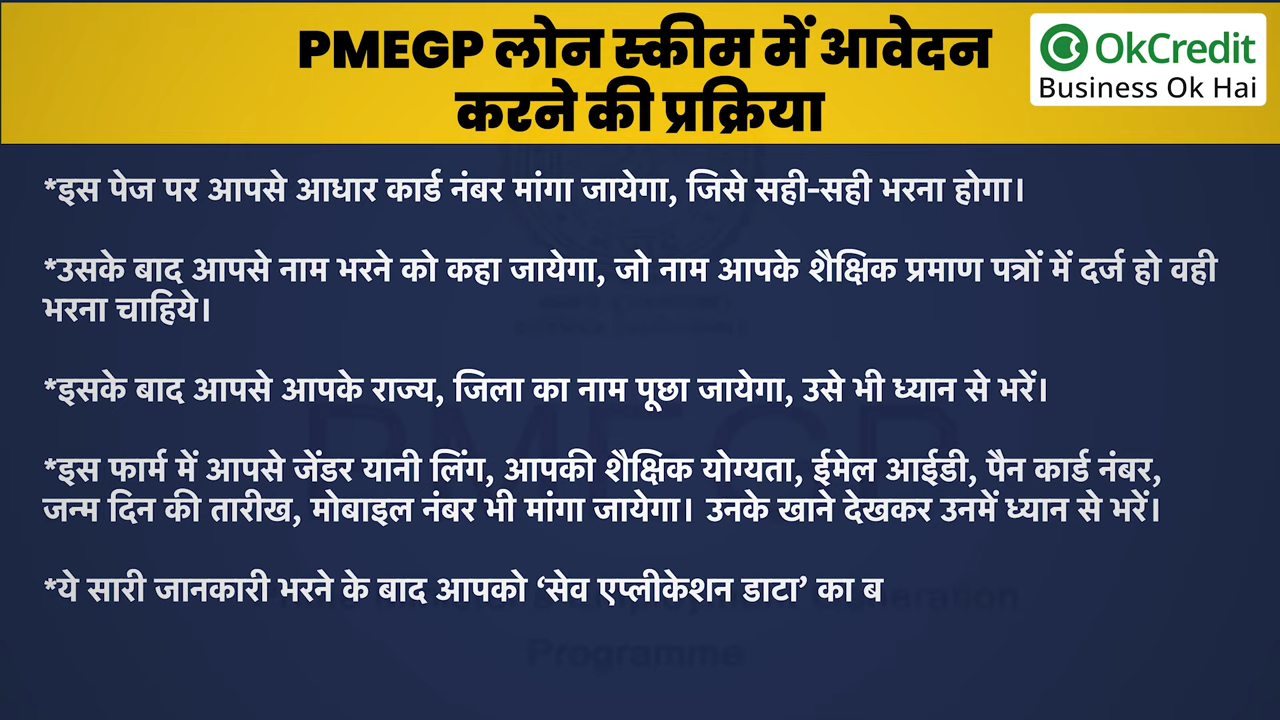 PMEGP लोन स्कीम में आवेदन
करने की प्रक्रिया
OkCredit
Business Ok Hai
*इस पेज पर आपसे आधार कार्ड नंबर मांगा जायेगा, जिसे सही-सही भरना होगा।
*उसके बाद आपसे नाम भरने को कहा जायेगा, जो नाम आपके शैक्षिक प्रमाण पत्रों में दर्ज हो वही
भरना चाहिये।
*इसके बाद आपसे आपके राज्य, जिला का नाम पूछा जायेगा, उसे भी ध्यान से भरें।
*इस फार्म में आपसे जेंडर यानी लिंग, आपकी शैक्षिक योग्यता, ईमेल आईडी, पैन कार्ड नंबर,
जन्म दिन की तारीख, मोबाइल नंबर भी मांगा जायेगा। उनके खाने देखकर उनमें ध्यान से भरें।
*ये सारी जानकारी भरने के बाद आपको ‘सेव एप्लीकेशन डाटा’ का ब
PMEGP
Programme